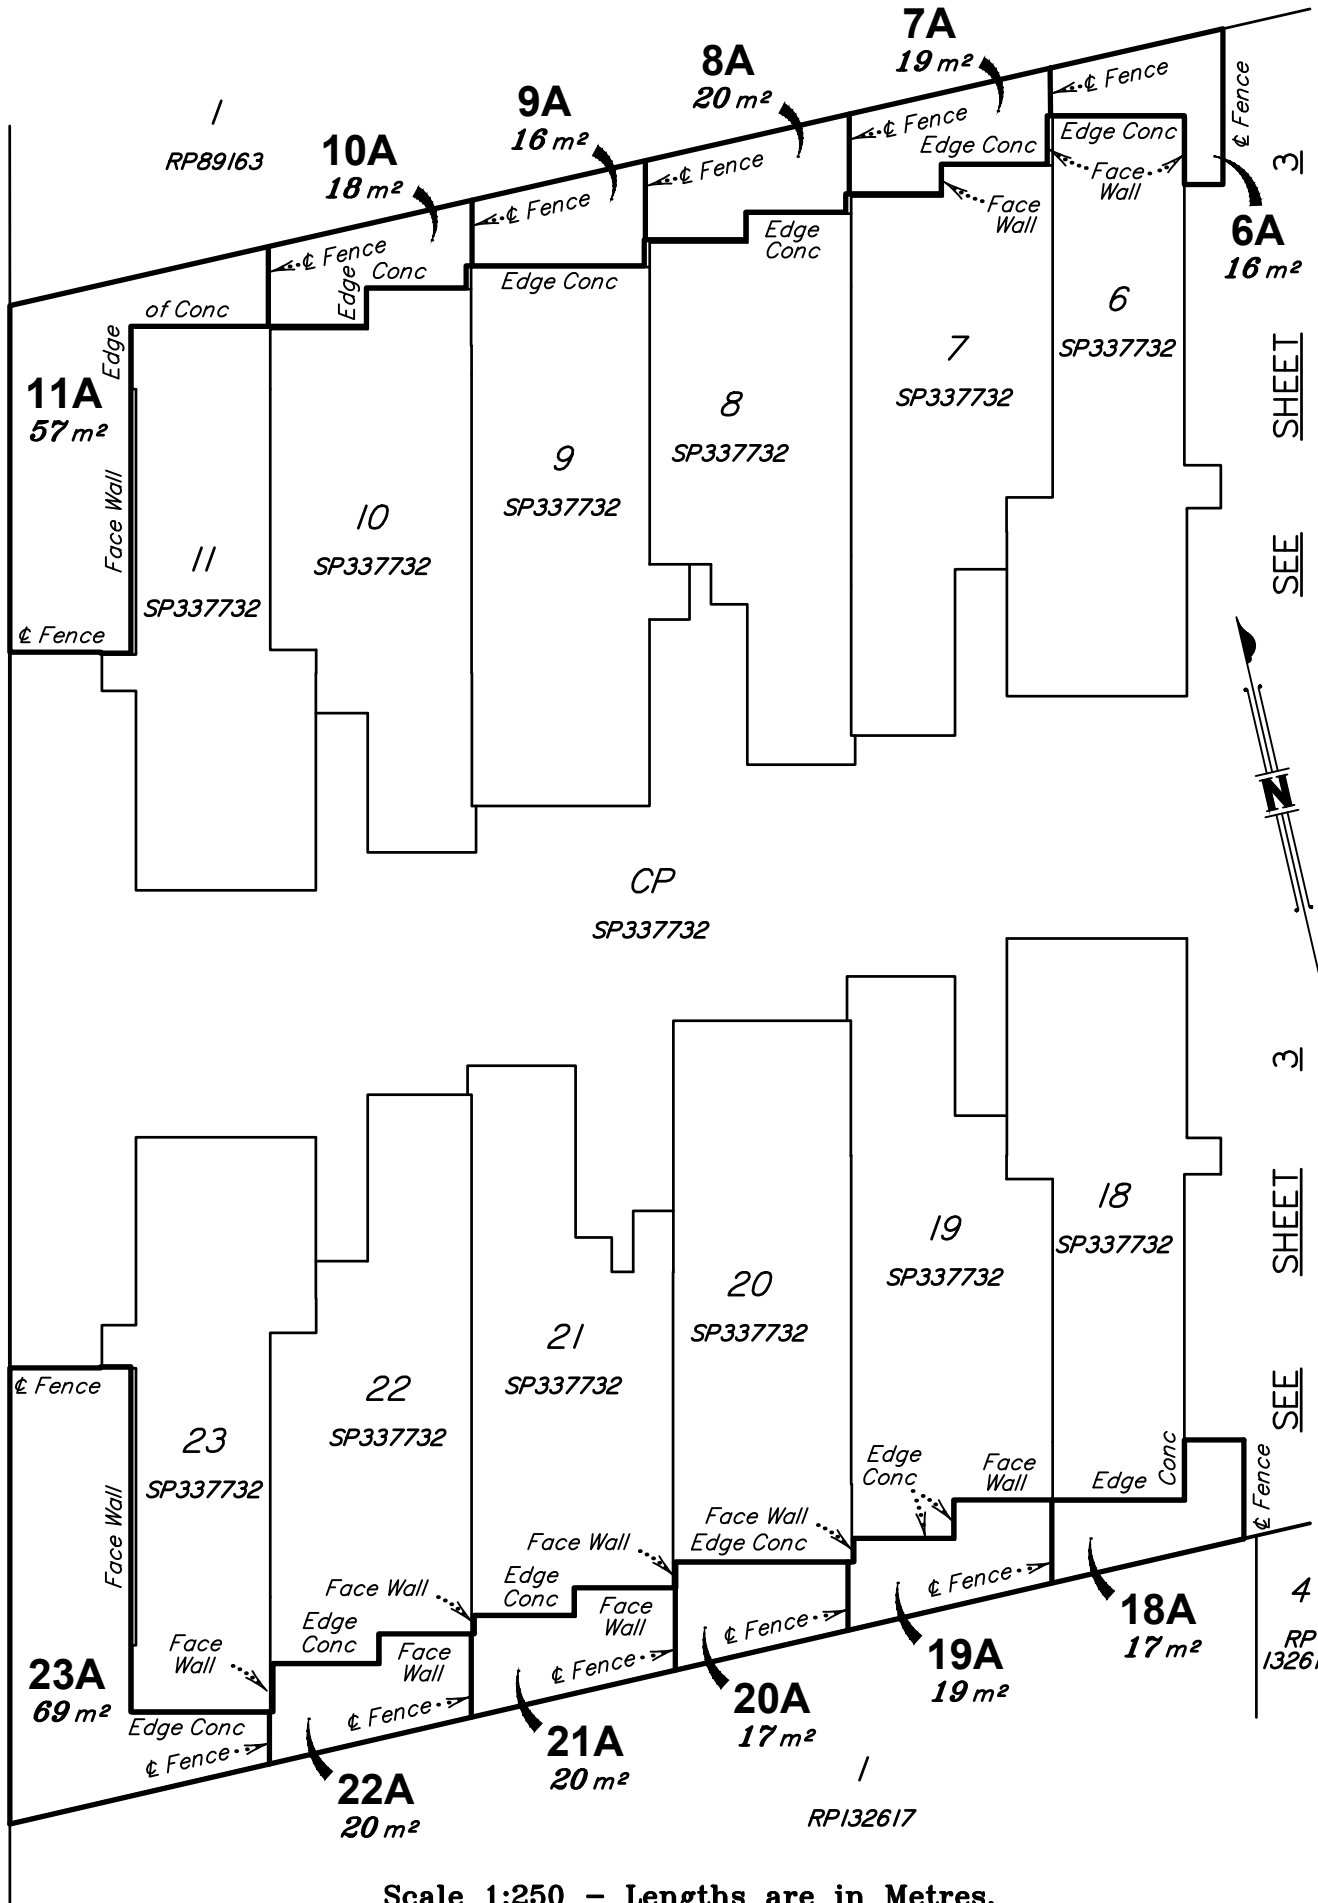 7A
19 m²
8A
20 m²
9A
16 m²
10A
18 m²
1
RP89163
℄ Fence
℄ Fence
℄ Fence
℄ Fence
℄ Fence
℄ Fence
Edge Conc
Edge Conc
Face
Wall
Face
Wall
3
6A
16 m²
Edge
Conc
Edge Conc
Edge
Conc
of Conc
Edge
11A
57 m²
Face Wall
℄ Fence
6
SP337732
7
SP337732
8
SP337732
9
SP337732
10
SP337732
11
SP337732
SHEET
SEE
N
CP
SP337732
3
SHEET
SEE
18
SP337732
19
SP337732
20
SP337732
21
SP337732
22
SP337732
23
SP337732
℄ Fence
Face Wall
23A
69 m²
Face
Wall
Edge Conc
℄ Fence
Face Wall
Edge
Conc
Face
Wall
℄ Fence
22A
20 m²
Face Wall
Edge
Conc
Face
Wall
℄ Fence
21A
20 m²
Face Wall
Edge Conc
℄ Fence
20A
17 m²
Edge
Conc
Face
Wall
℄ Fence
19A
19 m²
Edge
Conc
℄ Fence
18A
17 m²
4
RP
1
RP132617
Scale 1:250 – Lengths are in Metres.